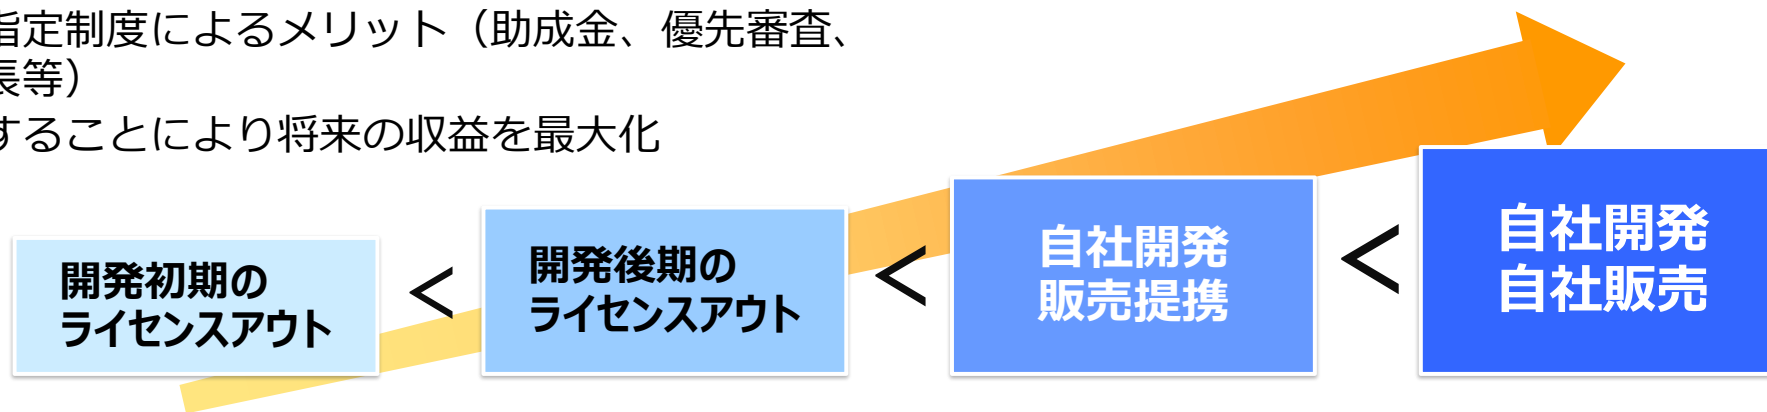 指定制度によるメリット（助成金、優先審査、
長等）
することにより将来の収益を最大化
開発初期の
ライセンスアウト
<
開発後期の
ライセンスアウト
<
自社開発
販売提携
<
自社開発
自社販売